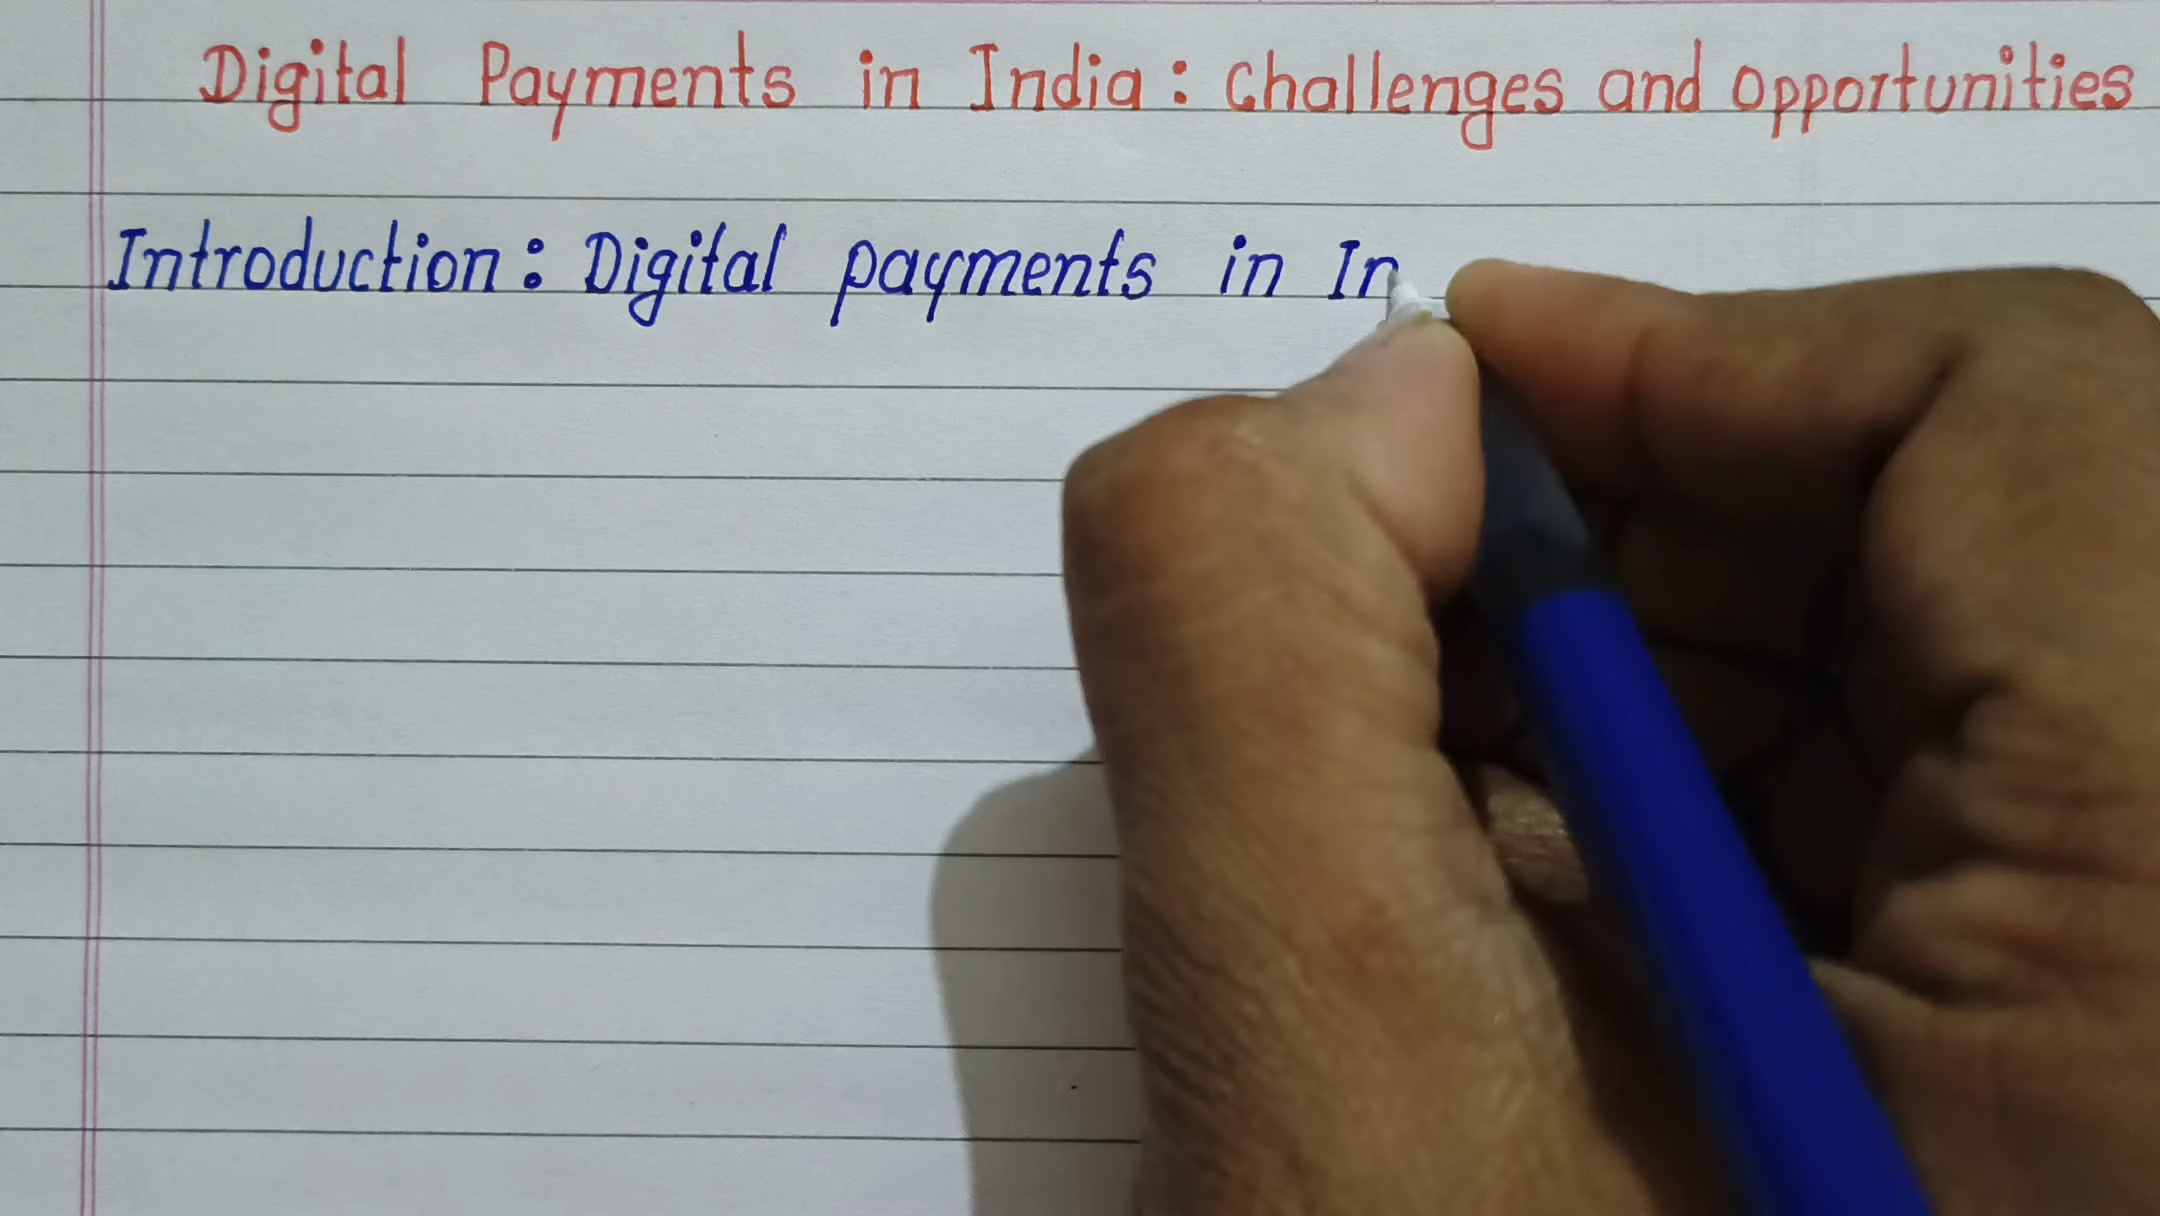 Digital Payments in India: Challenges and Opportunities
Introduction: Digital payments in In